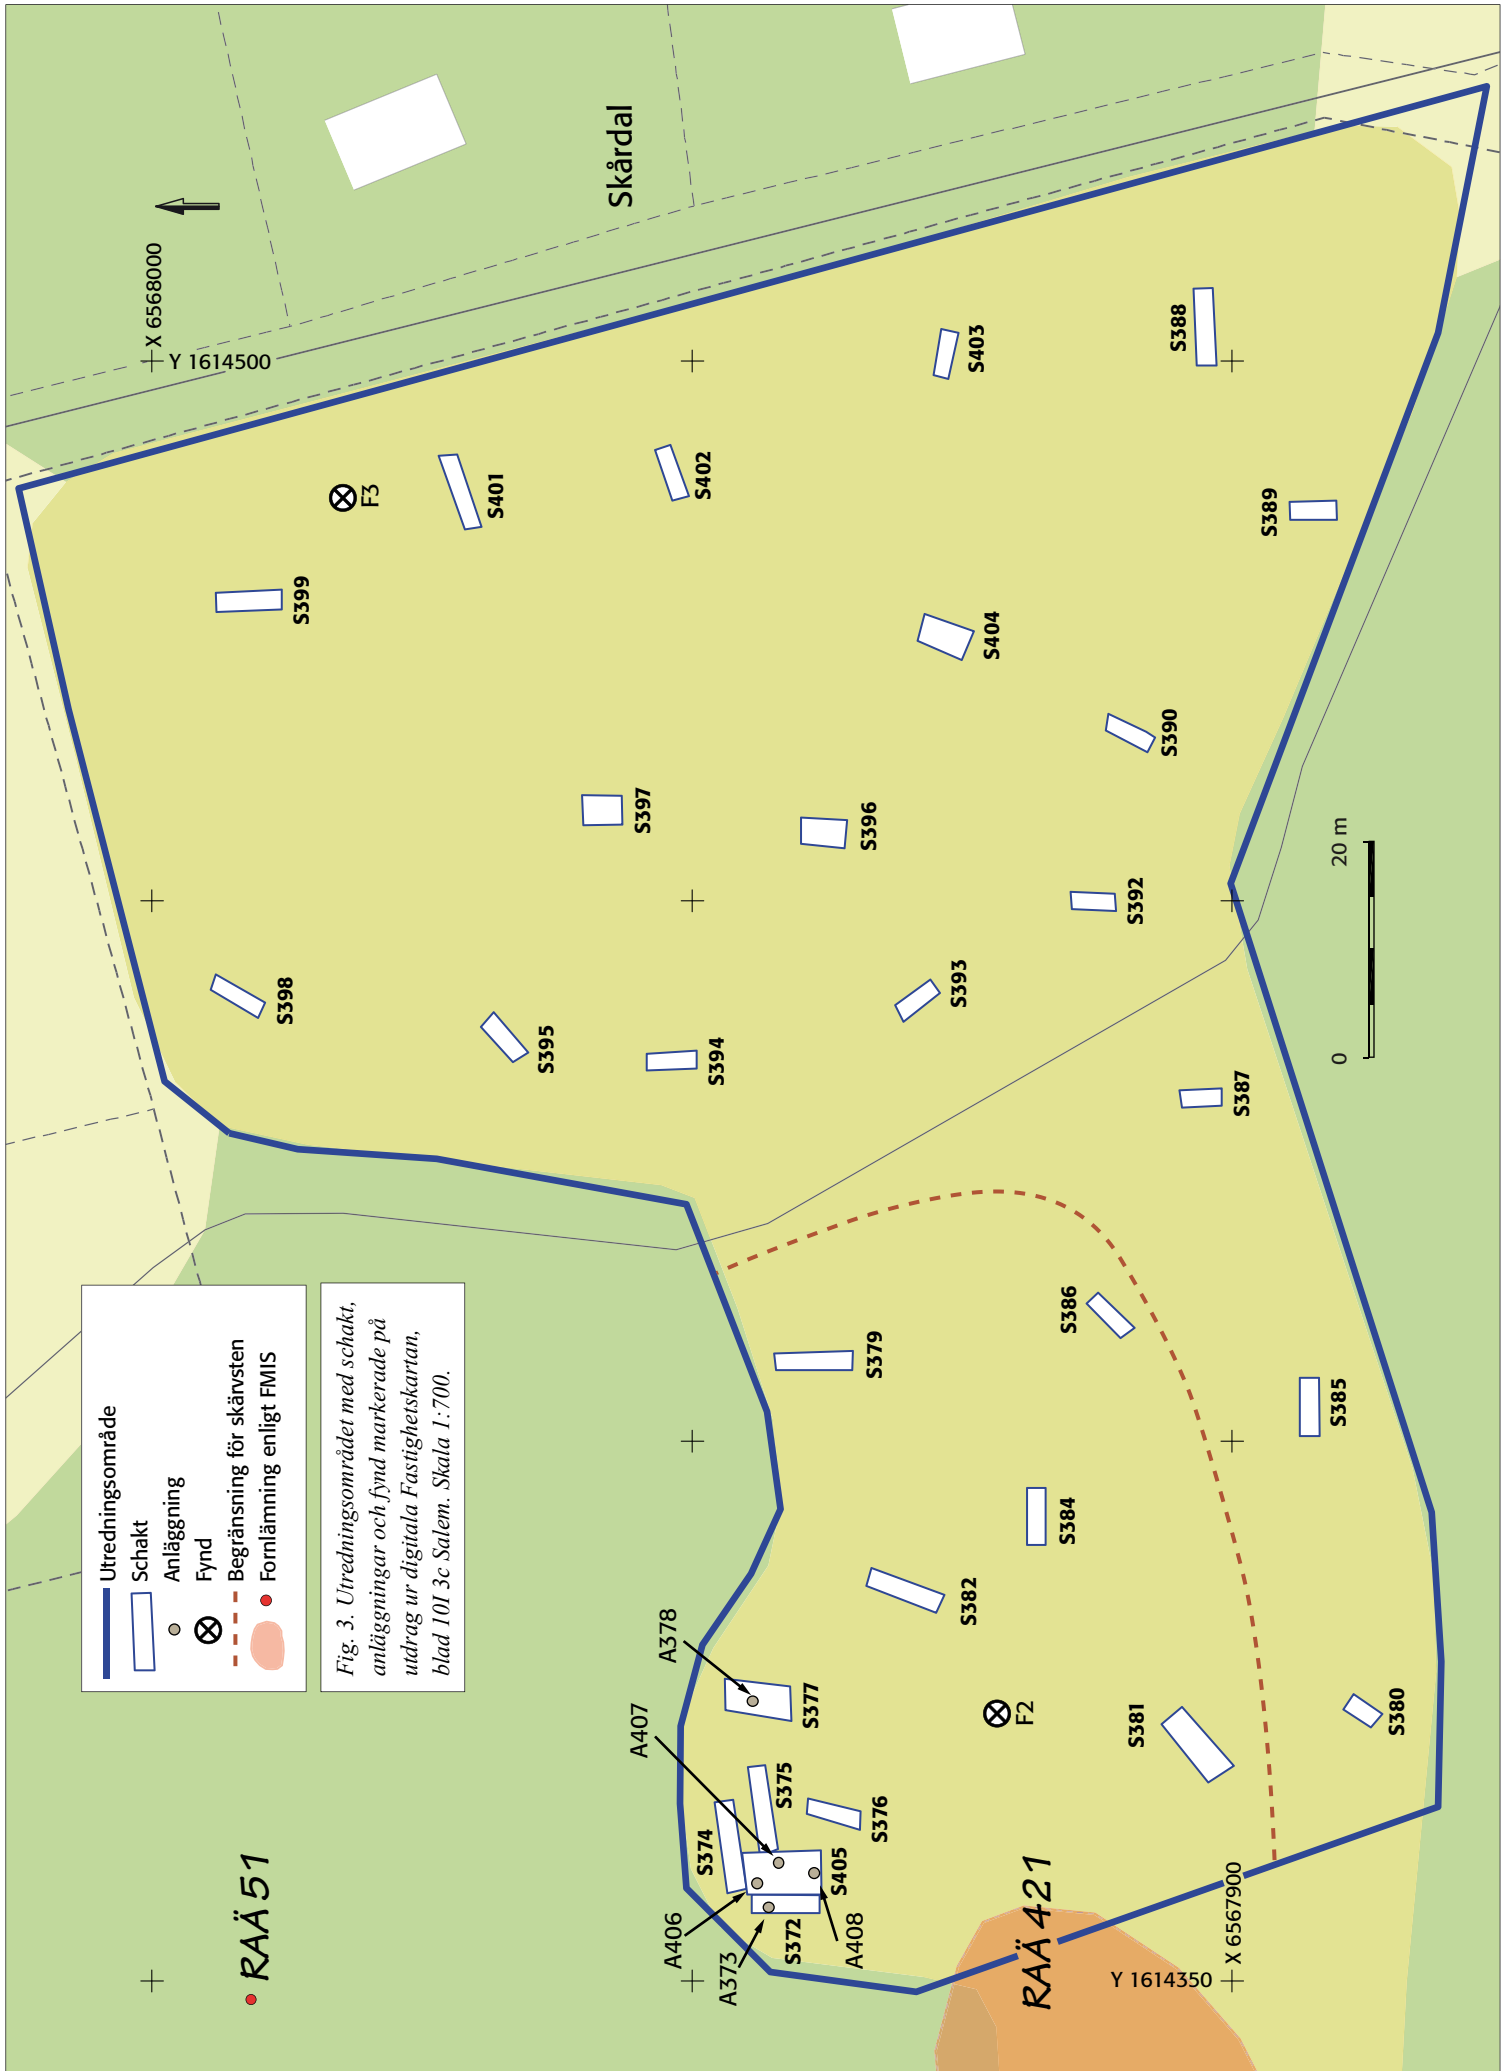 Utredningsområde
Schakt
Anläggning
Fynd
Begränsning för skärvsten
Fornlämning enligt FMIS
Fig. 3. Utredningsområdet med schakt,
anläggningar och fynd markerade på
utdrag ur digitala Fastighetskartan,
blad 10I 3c Salem. Skala 1:700.
RAÄ 51
X 6568000
Y 1614500
Skårdal
F3
S399
S401
S402
S403
S388
S389
S404
S390
S397
S396
S392
S398
S395
S394
S393
S387
0
20 m
S379
S386
S385
S384
S382
A378
S377
A407
F2
S381
S380
S374
S375
S376
S405
A406
A373
S372
A408
RAÄ 421
Y 1614350
X 6567900